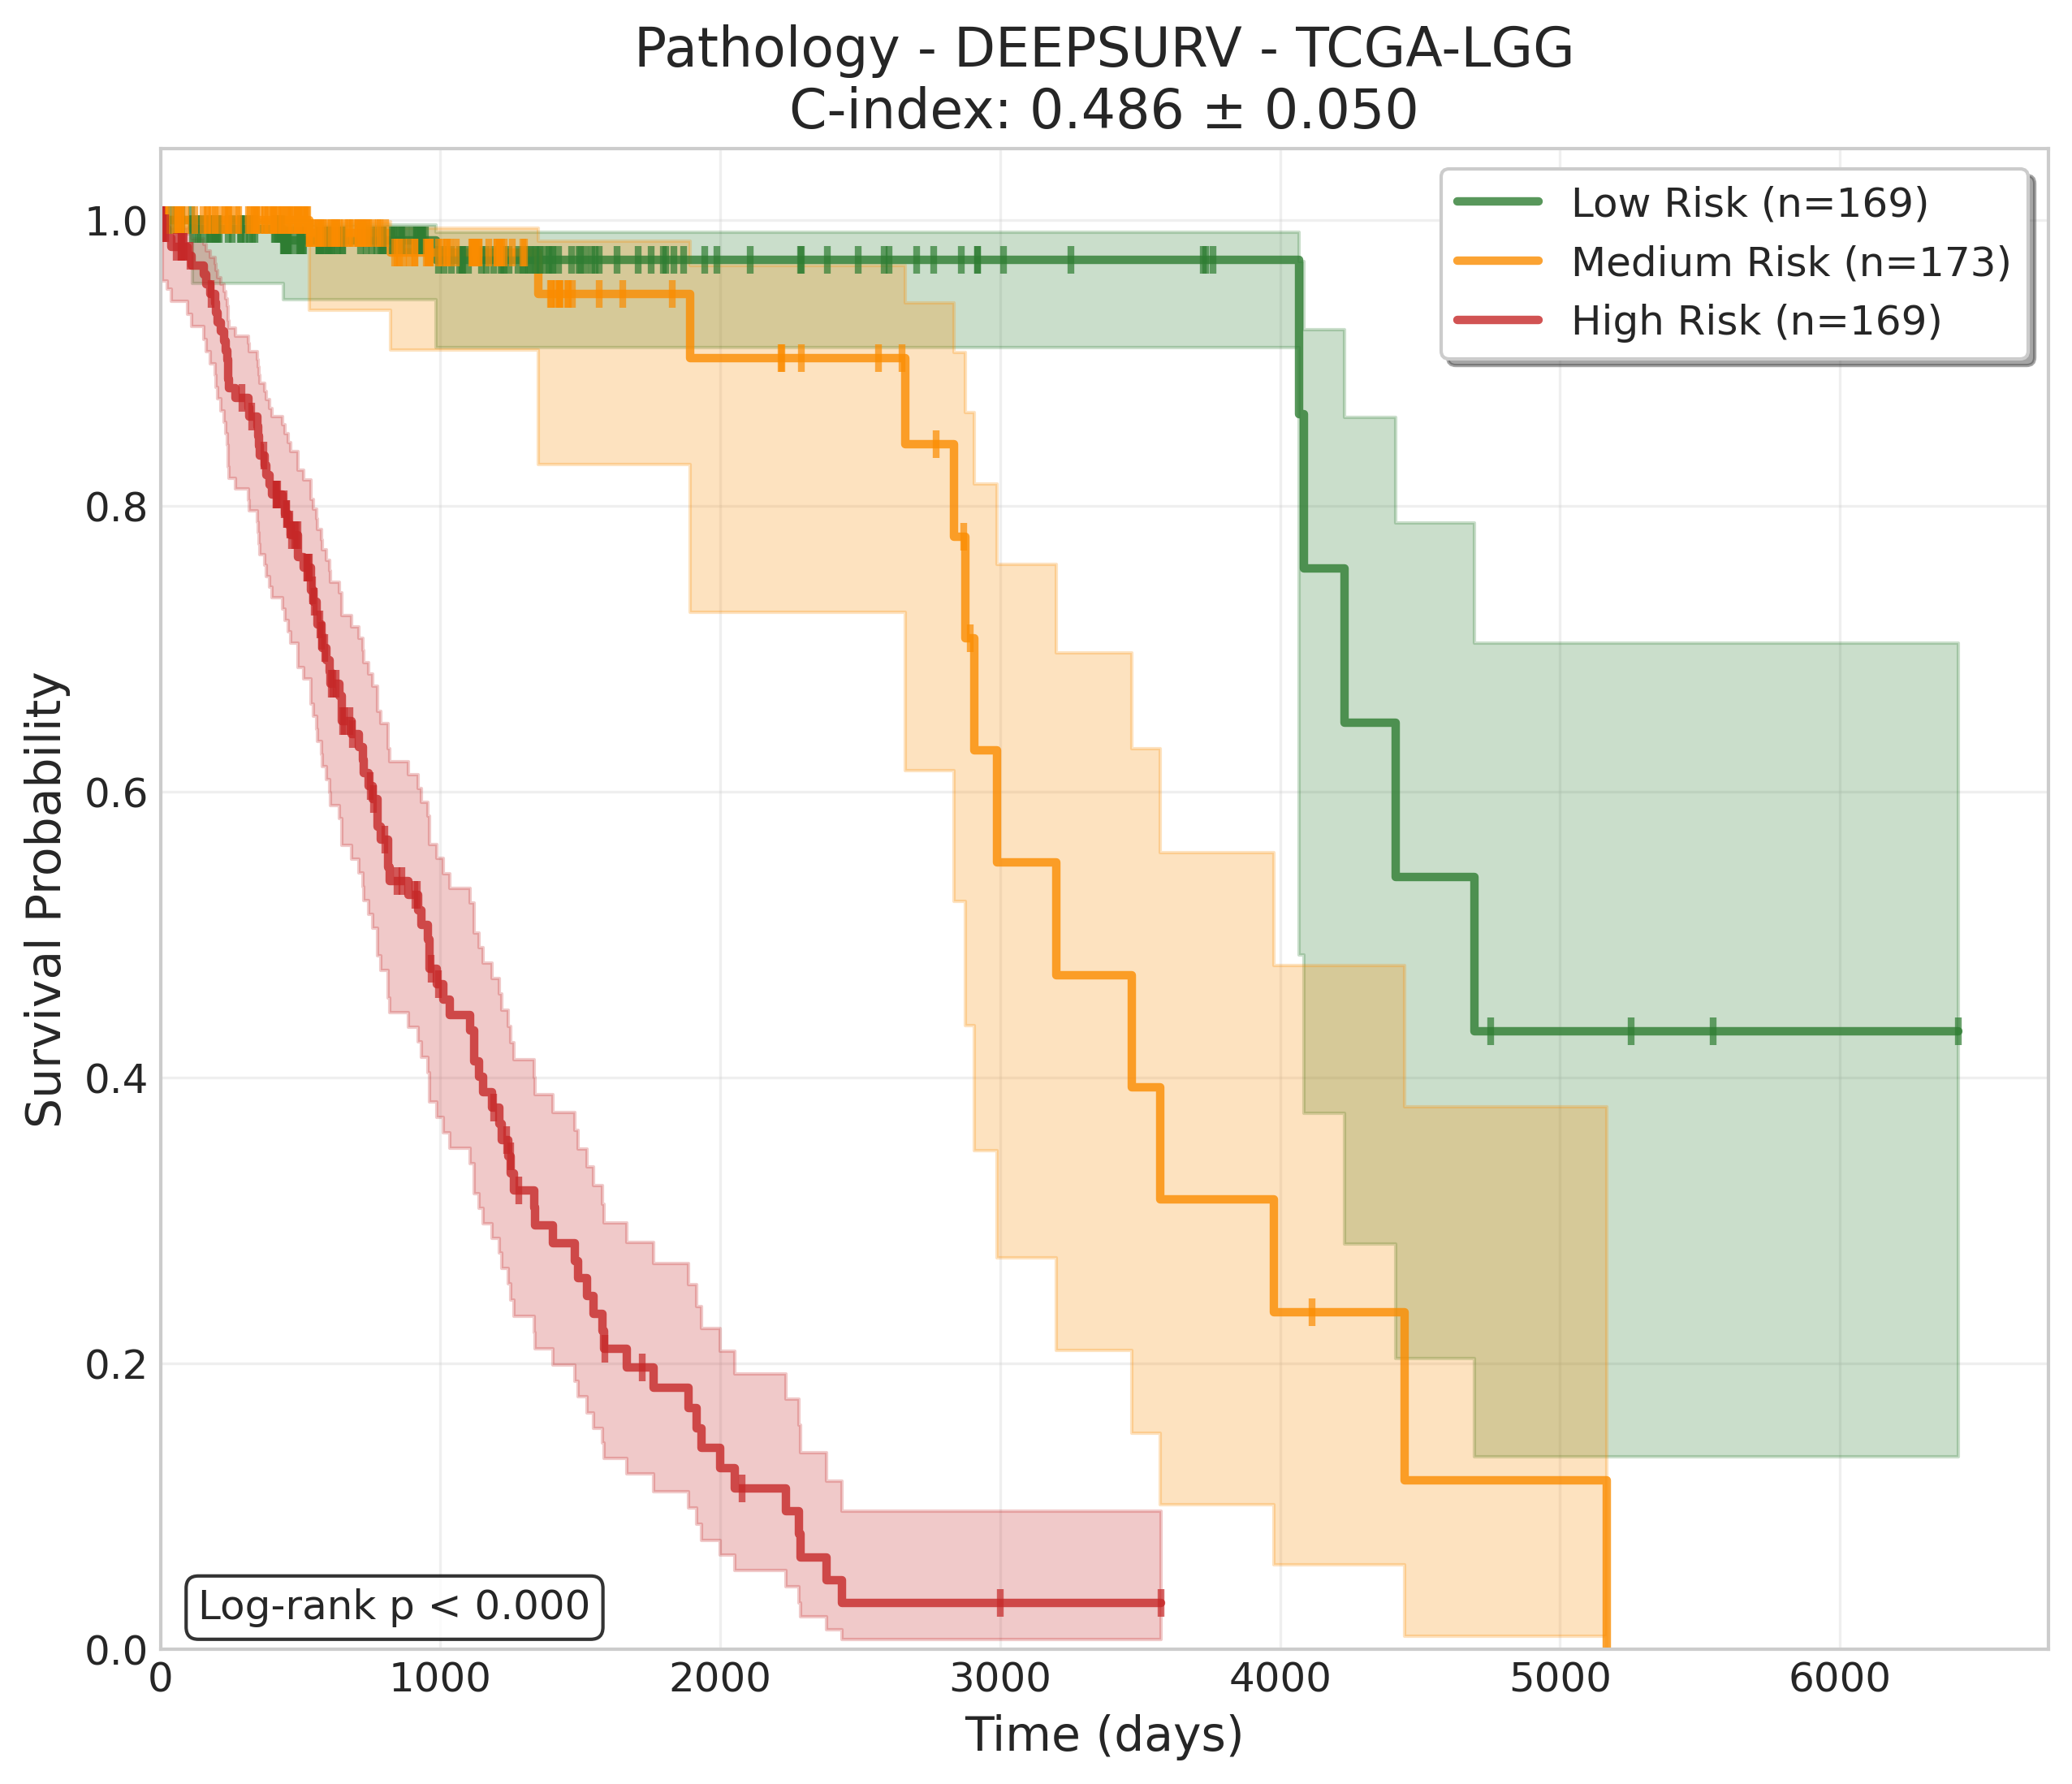 Pathology - DEEPSURV - TCGA-LGG
C-index: 0.486 ± 0.050
Low Risk (n=169)
Medium Risk (n=173)
High Risk (n=169)
Survival Probability
1.0
0.8
0.6
0.4
0.2
0.0
Log-rank p < 0.000
0 1000 2000 3000 4000 5000 6000
Time (days)